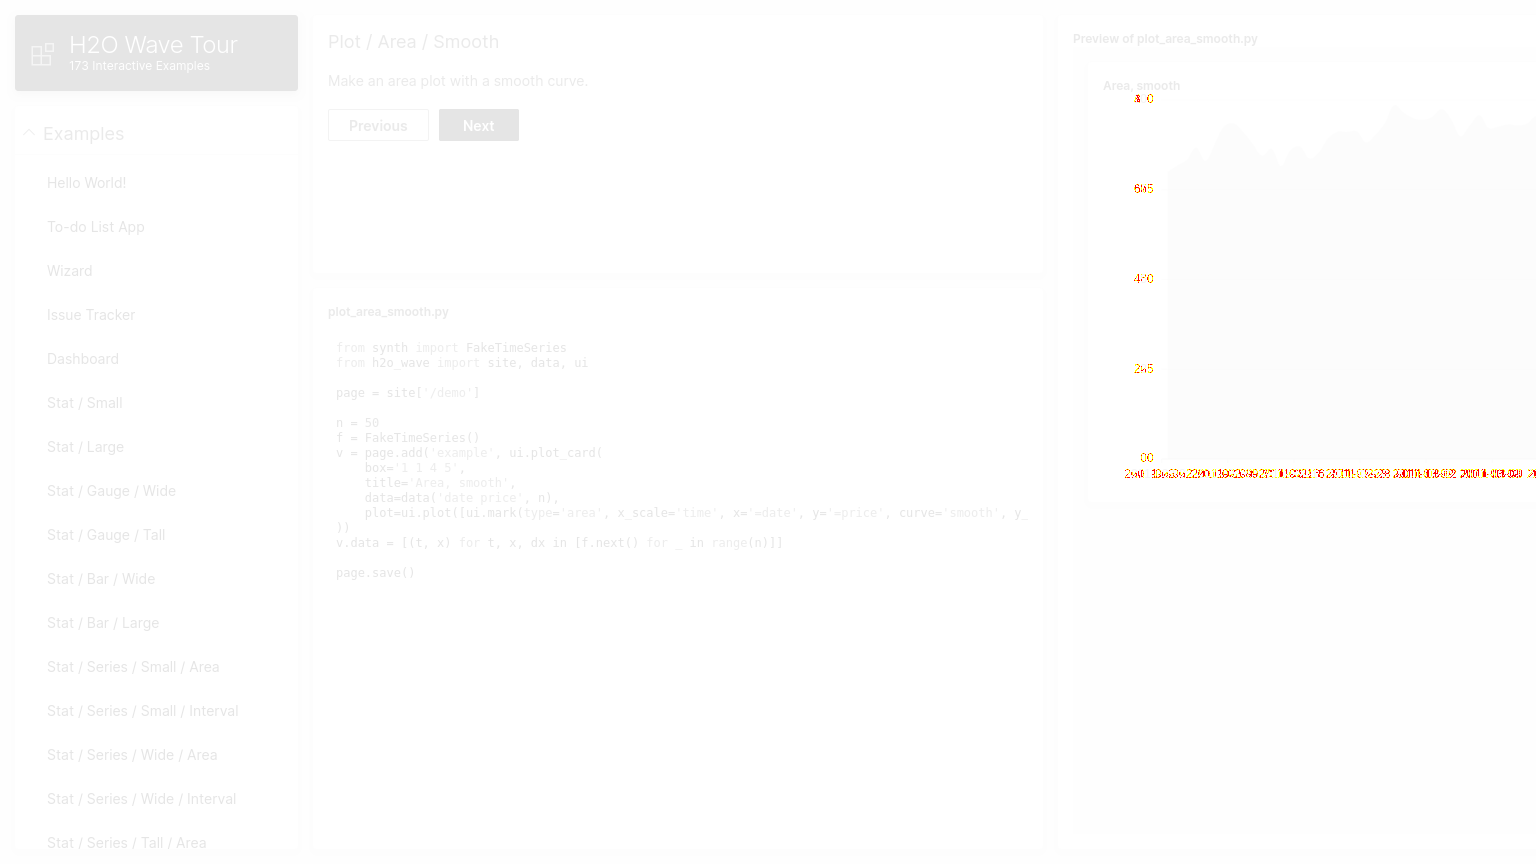 H2O Wave Tour
173 Interactive Examples
Examples
Hello World!
To-do List App
Wizard
Issue Tracker
Dashboard
Stat / Small
Stat / Large
Stat / Gauge / Wide
Stat / Gauge / Tall
Stat / Bar / Wide
Stat / Bar / Large
Stat / Series / Small / Area
Stat / Series / Small / Interval
Stat / Series / Wide / Area
Stat / Series / Wide / Interval
Stat / Series / Tall / Area
Plot / Area / Smooth
Make an area plot with a smooth curve.
Previous
Next
plot_area_smooth.py
from synth import FakeTimeSeries
from h2o_wave import site, data, ui
page = site['/demo']
n = 50
f = FakeTimeSeries()
v = page.add('example', ui.plot_card(
box='1 1 4 5',
title='Area, smooth',
data=data('date price', n),
plot=ui.plot([ui.mark(type='area', x_scale='time', x='=date', y='=price', curve='smooth', y_
))
v.data = [(t, x) for t, x, dx in [f.next() for _ in range(n)]]
page.save()
Preview of plot_area_smooth.py
Area, smooth